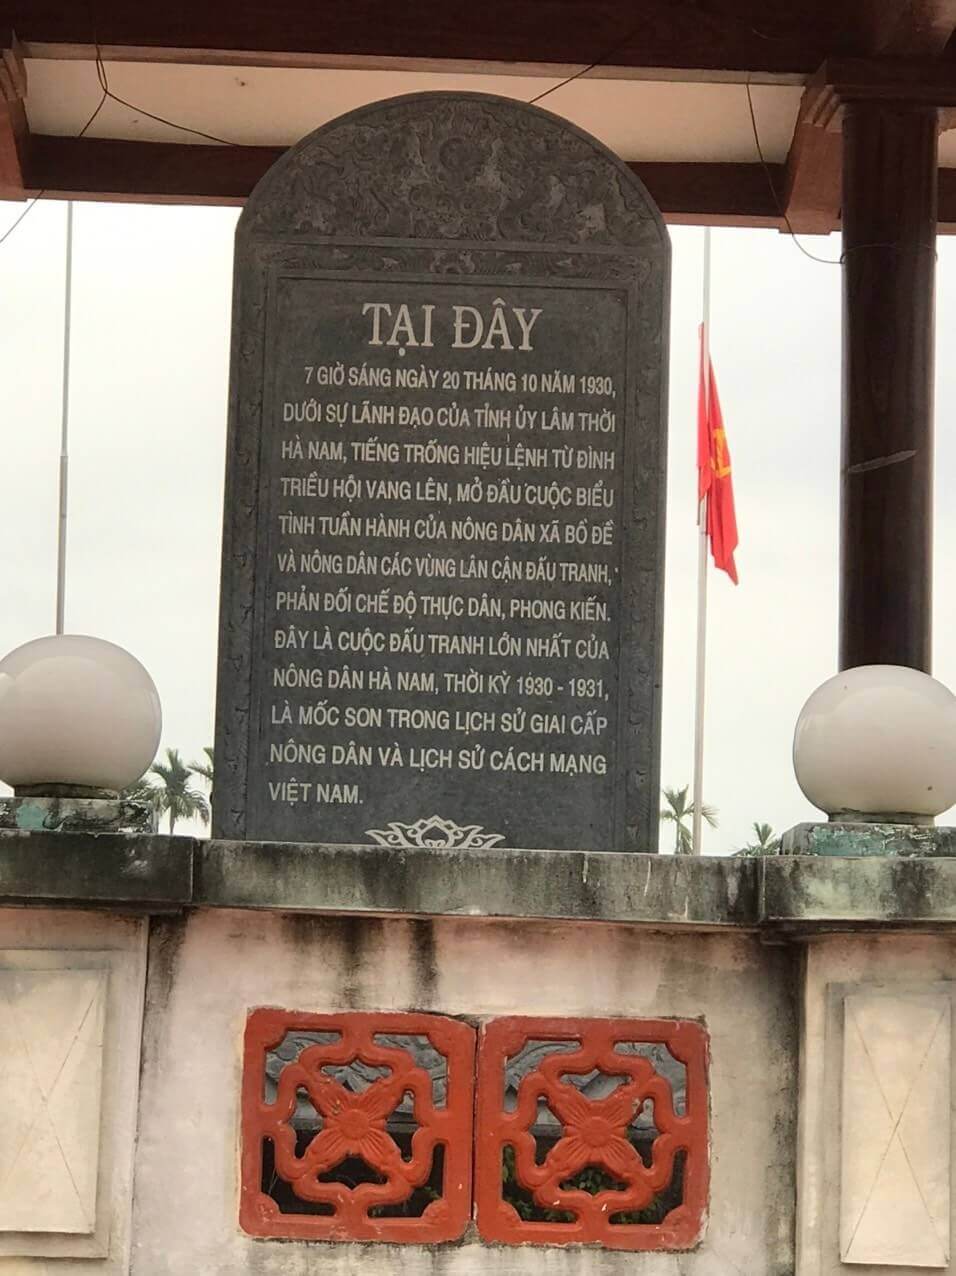 TẠI ĐÂY
7 GIỜ SÁNG NGÀY 20 THÁNG 10 NĂM 1930,
DƯỚI SỰ LÃNH ĐẠO CỦA TỈNH ỦY LÂM THỜI
HÀ NAM, TIẾNG TRỐNG HIỆU LỆNH TỪ ĐÌNH
TRIỀU HỘI VANG LÊN, MỞ ĐẦU CUỘC BIỂU
TÌNH TUẦN HÀNH CỦA NÔNG DÂN XÃ BỒ ĐỀ
VÀ NÔNG DÂN CÁC VÙNG LÂN CẬN ĐẤU TRANH,
PHẢN ĐỐI CHẾ ĐỘ THỰC DÂN, PHONG KIẾN.
ĐÂY LÀ CUỘC ĐẤU TRANH LỚN NHẤT CỦA
NÔNG DÂN HÀ NAM, THỜI KỲ 1930 - 1931,
LÀ MỐC SON TRONG LỊCH SỬ GIAI CẤP
NÔNG DÂN VÀ LỊCH SỬ CÁCH MẠNG
VIỆT NAM.